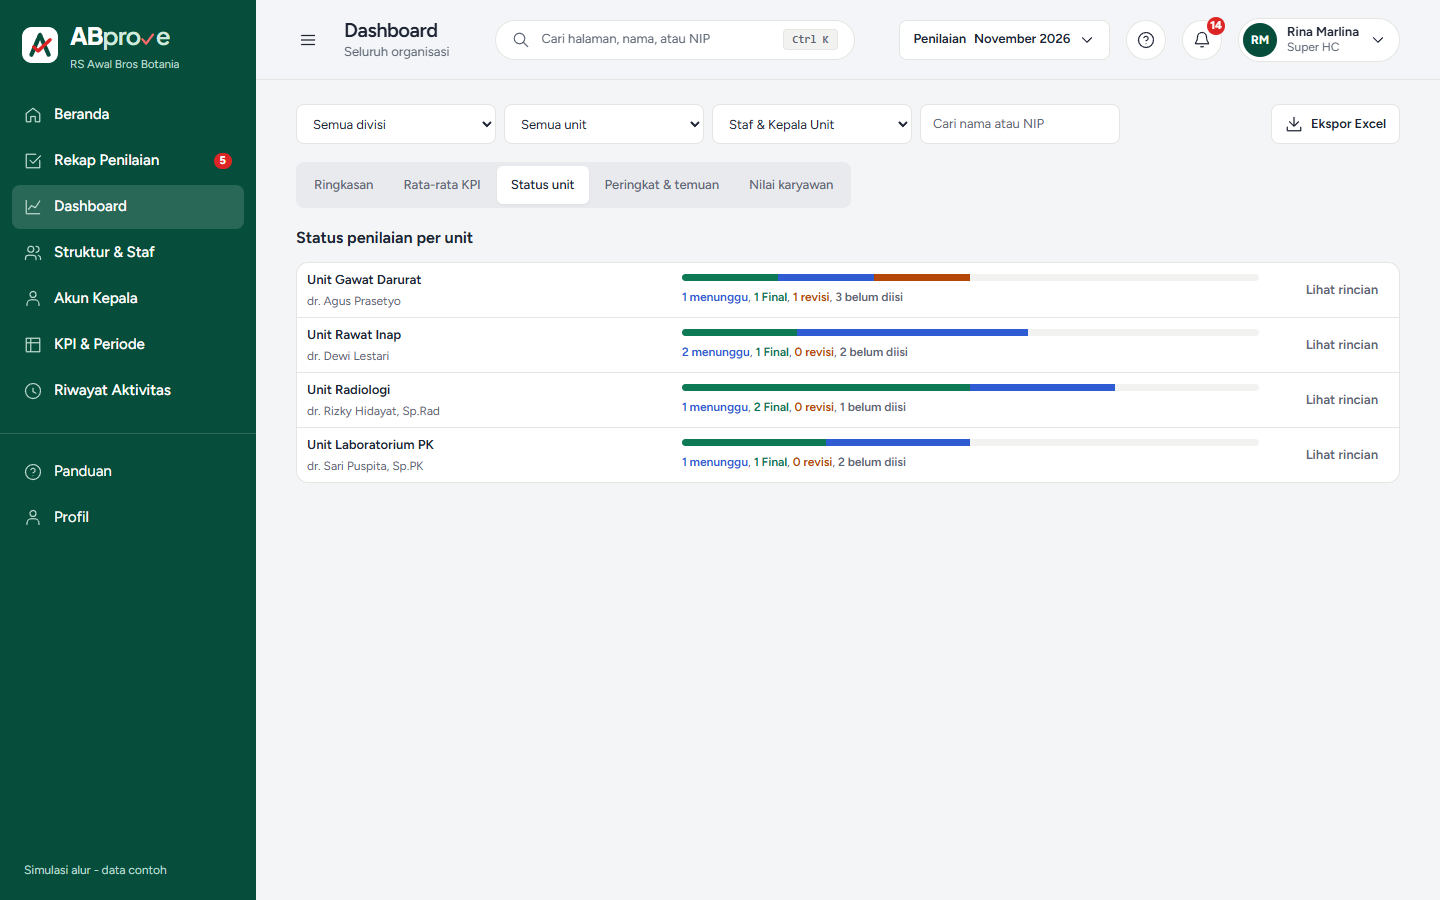 ABprove
RS Awal Bros Botania
Beranda
Rekap Penilaian 5
Dashboard
Struktur & Staf
Akun Kepala
KPI & Periode
Riwayat Aktivitas
Panduan
Profil
Simulasi alur - data contoh
Dashboard
Seluruh organisasi
Cari halaman, nama, atau NIP Ctrl K
Penilaian November 2026
14
RM
Rina Marlina
Super HC
Semua divisi
Semua unit
Staf & Kepala Unit
Cari nama atau NIP
Ekspor Excel
Ringkasan Rata-rata KPI Status unit Peringkat & temuan Nilai karyawan
Status penilaian per unit
Unit Gawat Darurat
dr. Agus Prasetyo
1 menunggu, 1 Final, 1 revisi, 3 belum diisi
Lihat rincian
Unit Rawat Inap
dr. Dewi Lestari
2 menunggu, 1 Final, 0 revisi, 2 belum diisi
Lihat rincian
Unit Radiologi
dr. Rizky Hidayat, Sp.Rad
1 menunggu, 2 Final, 0 revisi, 1 belum diisi
Lihat rincian
Unit Laboratorium PK
dr. Sari Puspita, Sp.PK
1 menunggu, 1 Final, 0 revisi, 2 belum diisi
Lihat rincian